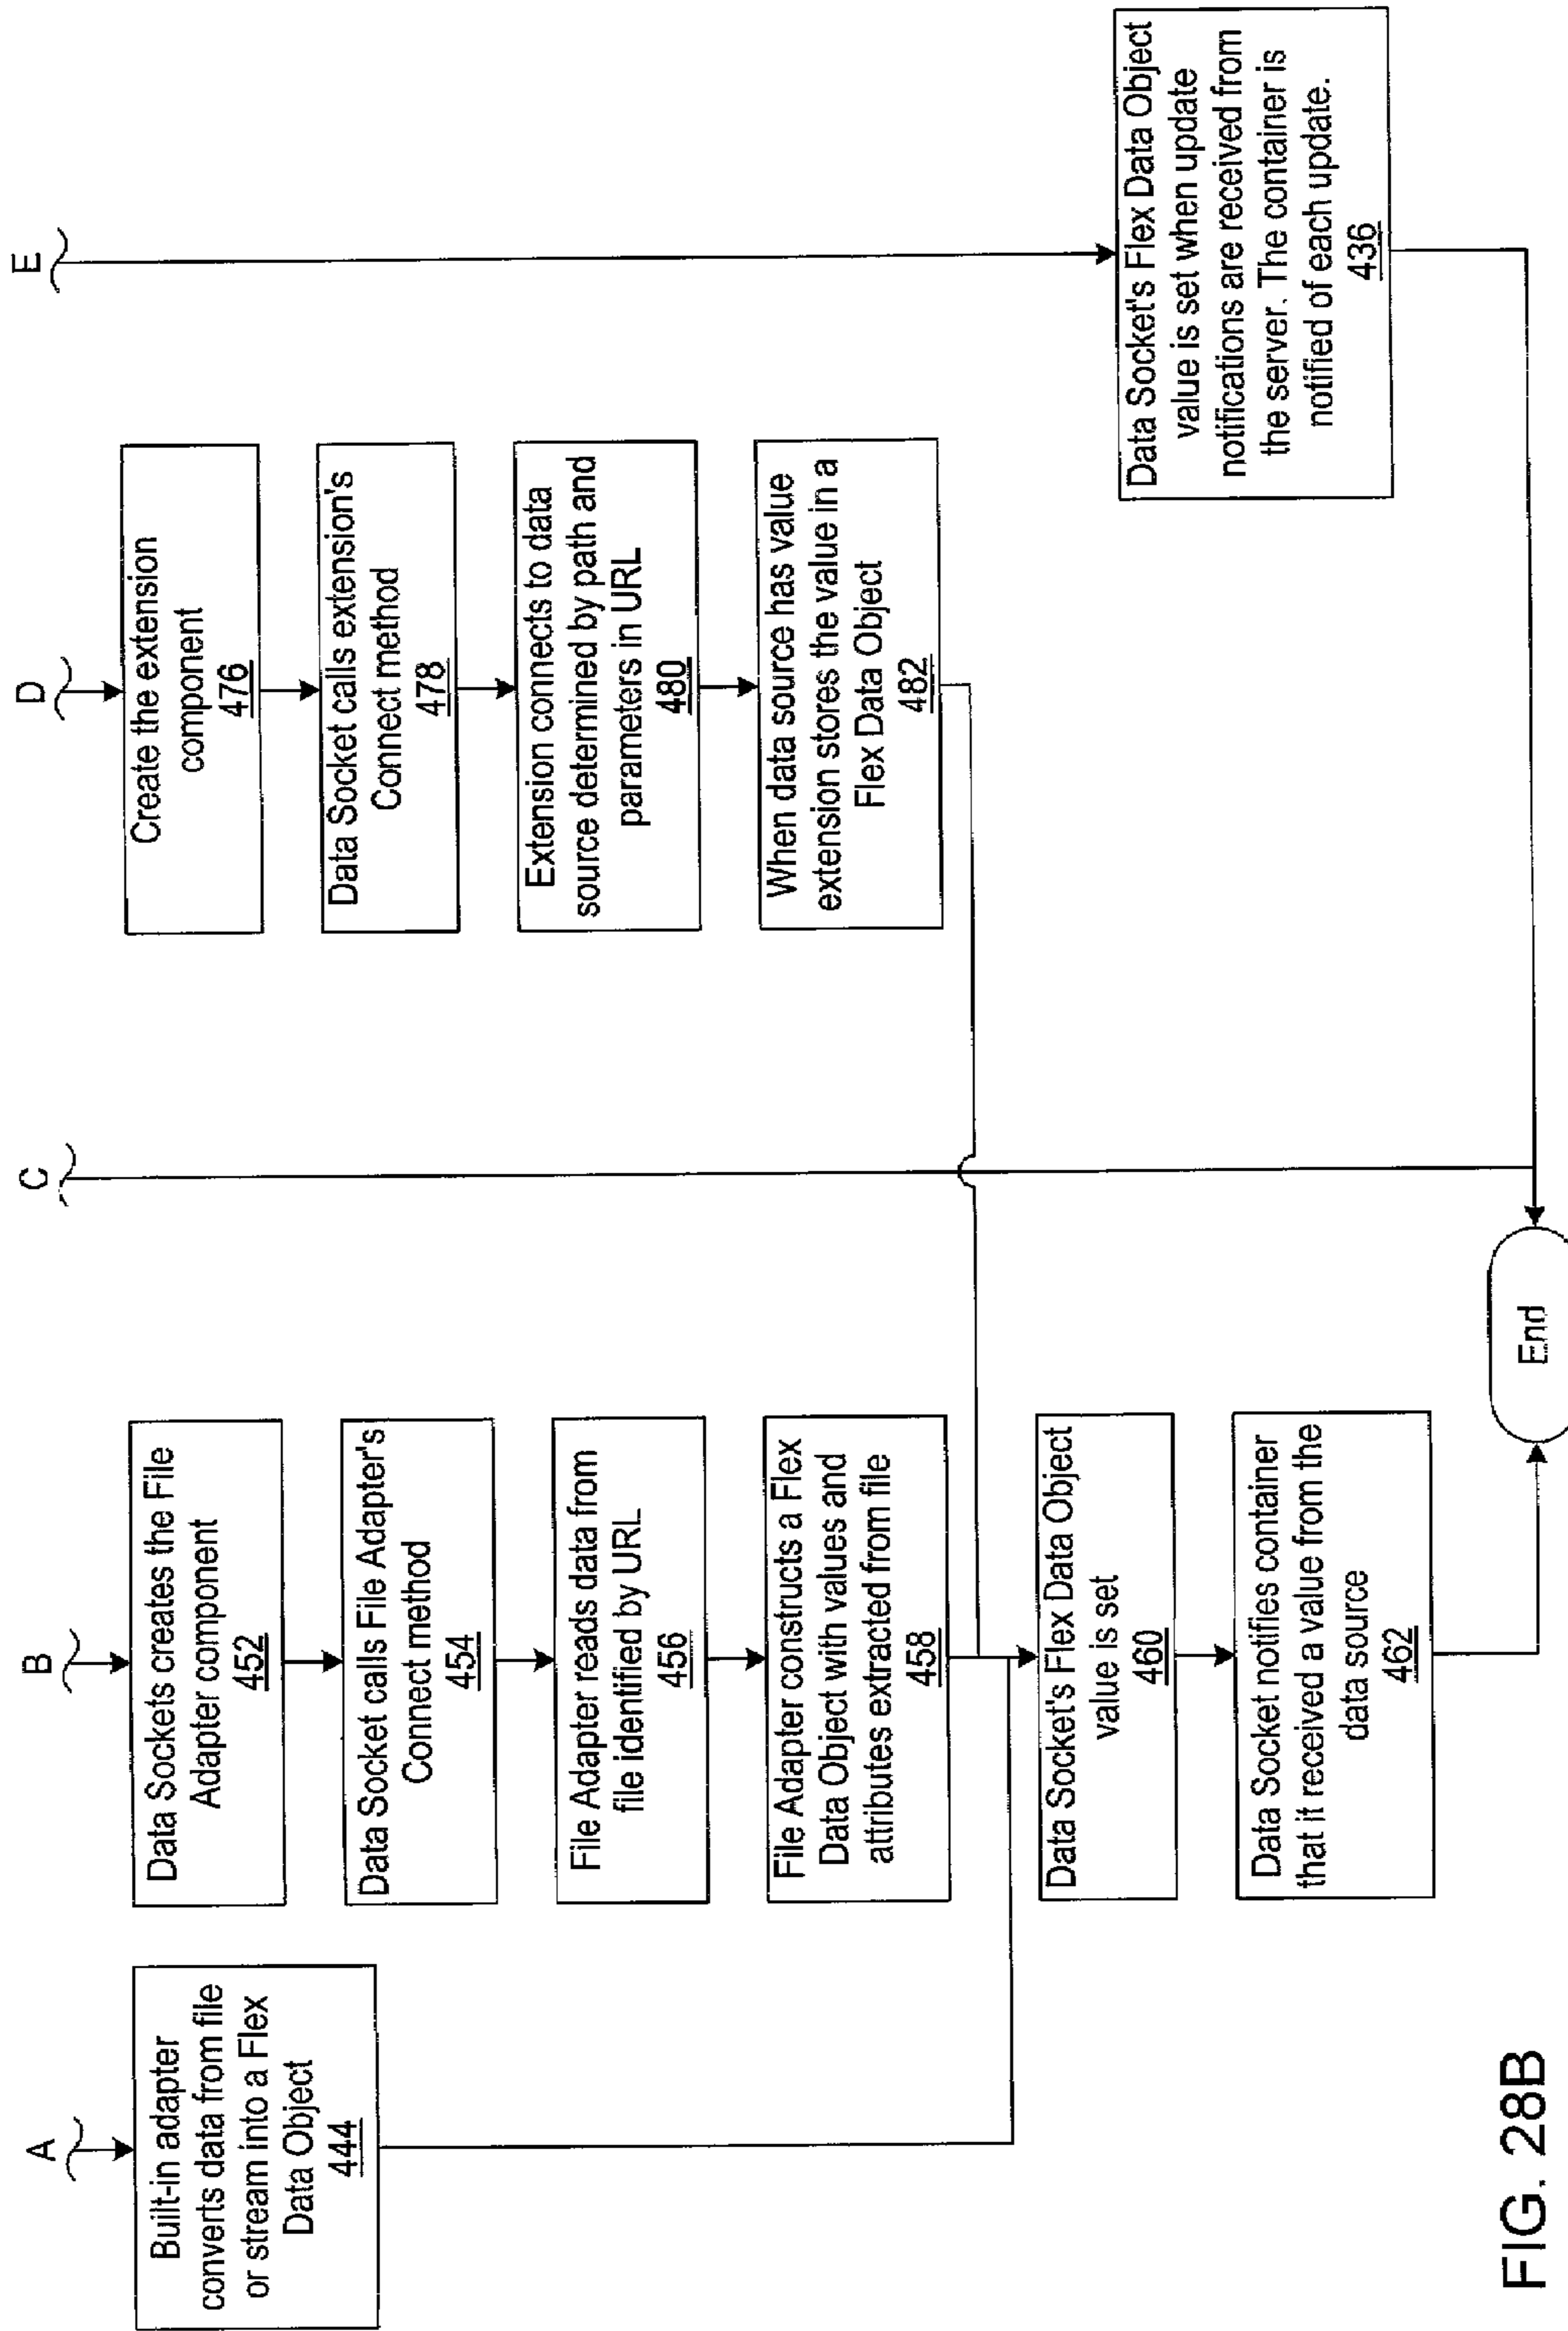 A
Built-in adapter
converts data from file
or stream into a Flex
Data Object
444
B
Data Sockets creates the File
Adapter component
452
Data Socket calls File Adapter's
Connect method
454
File Adapter reads data from
file identified by URL
456
File Adapter constructs a Flex
Data Object with values and
attributes extracted from file
458
Data Socket's Flex Data Object
value is set
460
Data Socket notifies container
that it received a value from the
data source
462
C
D
Create the extension
component
476
Data Socket calls extension's
Connect method
478
Extension connects to data
source determined by path and
parameters in URL
480
When data source has value
extension stores the value in a
Flex Data Object
482
E
Data Socket's Flex Data Object
value is set when update
notifications are received from
the server. The container is
notified of each update.
436
End
FIG. 28B